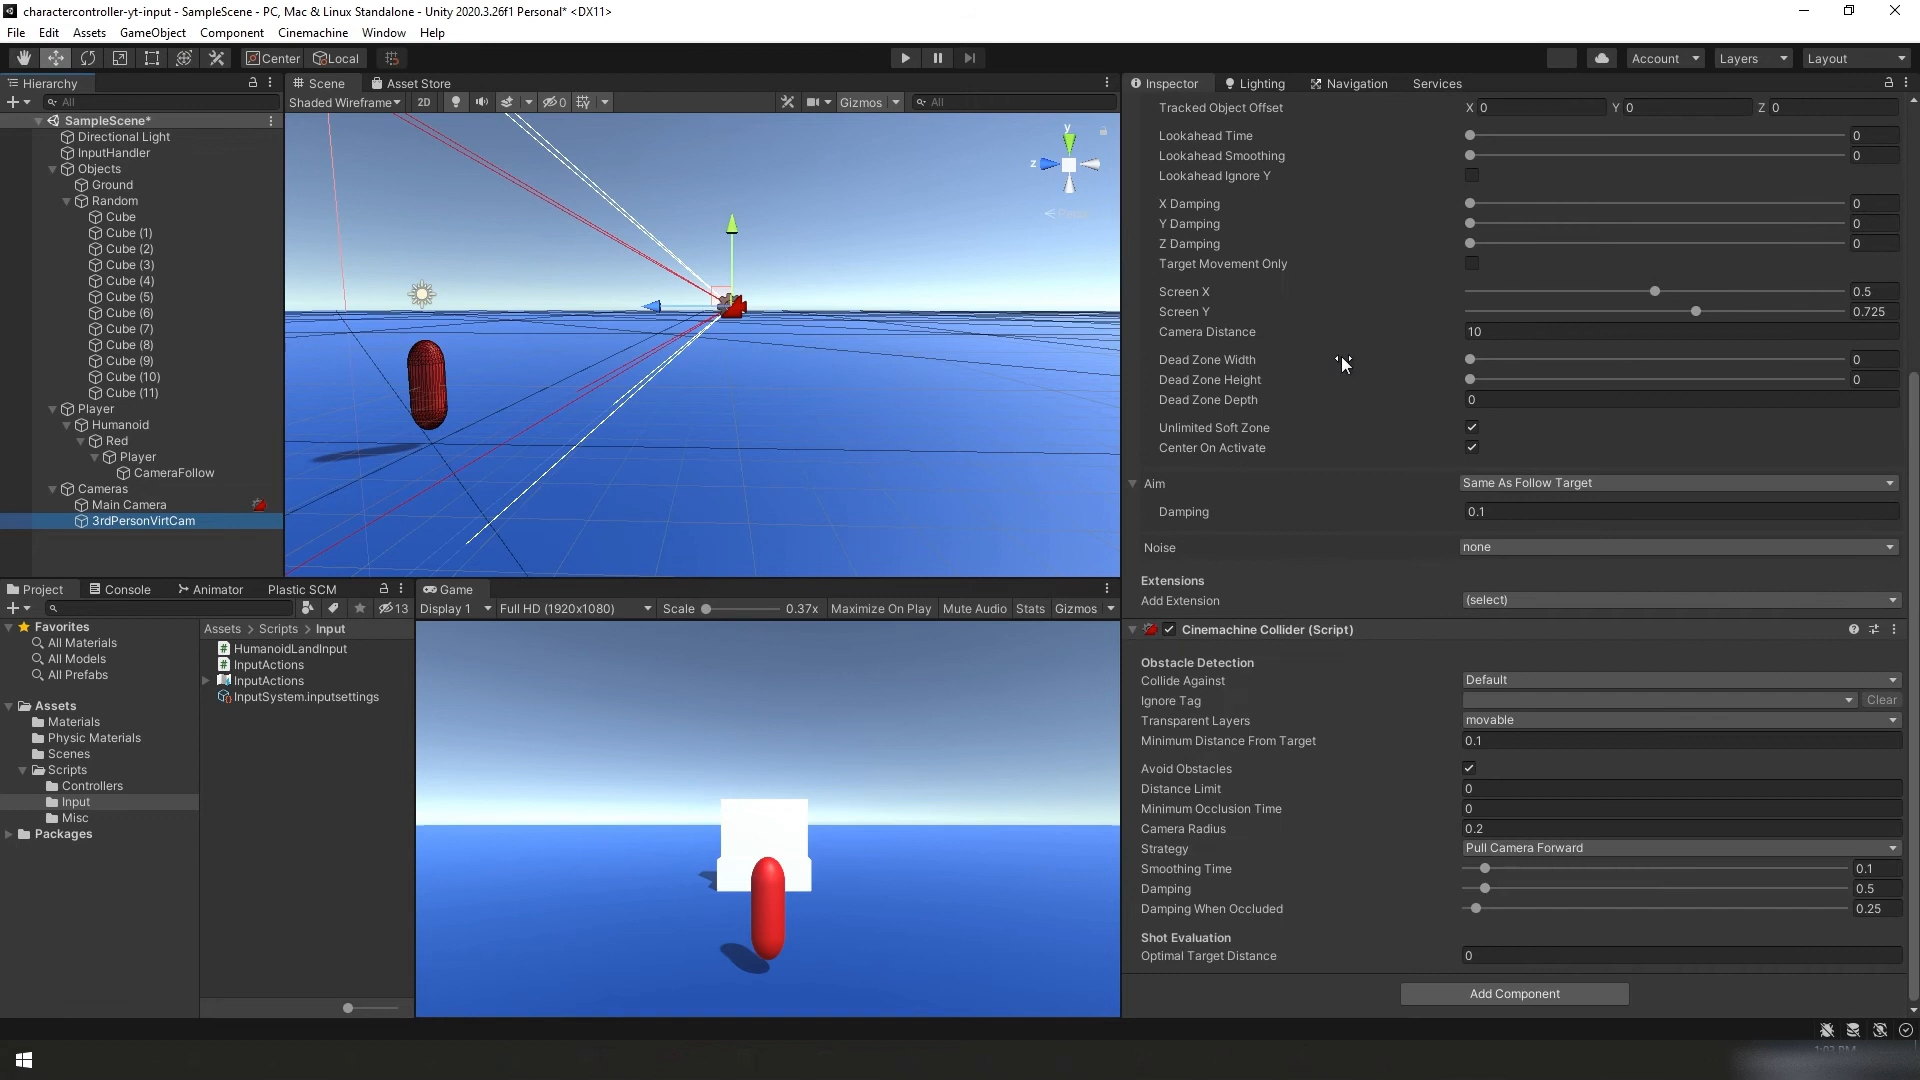 charactercontroller-yt-input - SampleScene - PC, Mac & Linux Standalone - Unity 2020.3.26f1 Personal* <DX11>
File Edit Assets GameObject Component Cinemachine Window Help
Center Local Account Layers Layout
Hierarchy
All
SampleScene*
Directional Light
InputHandler
Objects
Ground
Random
Cube
Cube (1)
Cube (2)
Cube (3)
Cube (4)
Cube (5)
Cube (6)
Cube (7)
Cube (8)
Cube (9)
Cube (10)
Cube (11)
Player
Humanoid
Red
Player
CameraFollow
Cameras
Main Camera
3rdPersonVirtCam
Scene Asset Store
Shaded Wireframe 2D 0 Gizmos All
y
z
Inspector Lighting Navigation Services
Tracked Object Offset X 0 Y 0 Z 0
Lookahead Time 0
Lookahead Smoothing 0
Lookahead Ignore Y
X Damping 0
Y Damping 0
Z Damping 0
Target Movement Only
Screen X 0.5
Screen Y 0.725
Camera Distance 10
Dead Zone Width 0
Dead Zone Height 0
Dead Zone Depth 0
Unlimited Soft Zone
Center On Activate
Aim Same As Follow Target
Damping 0.1
Noise none
Extensions
Add Extension (select)
Cinemachine Collider (Script)
Obstacle Detection
Collide Against Default
Ignore Tag Clear
Transparent Layers movable
Minimum Distance From Target 0.1
Avoid Obstacles
Distance Limit 0
Minimum Occlusion Time 0
Camera Radius 0.2
Strategy Pull Camera Forward
Smoothing Time 0.1
Damping 0.5
Damping When Occluded 0.25
Shot Evaluation
Optimal Target Distance 0
Add Component
Project Console Animator Plastic SCM
13
Favorites
All Materials
All Models
All Prefabs
Assets
Materials
Physic Materials
Scenes
Scripts
Controllers
Input
Misc
Packages
Assets > Scripts > Input
HumanoidLandInput
InputActions
InputActions
InputSystem.inputsettings
Game
Display 1 Full HD (1920x1080) Scale 0.37x Maximize On Play Mute Audio Stats Gizmos